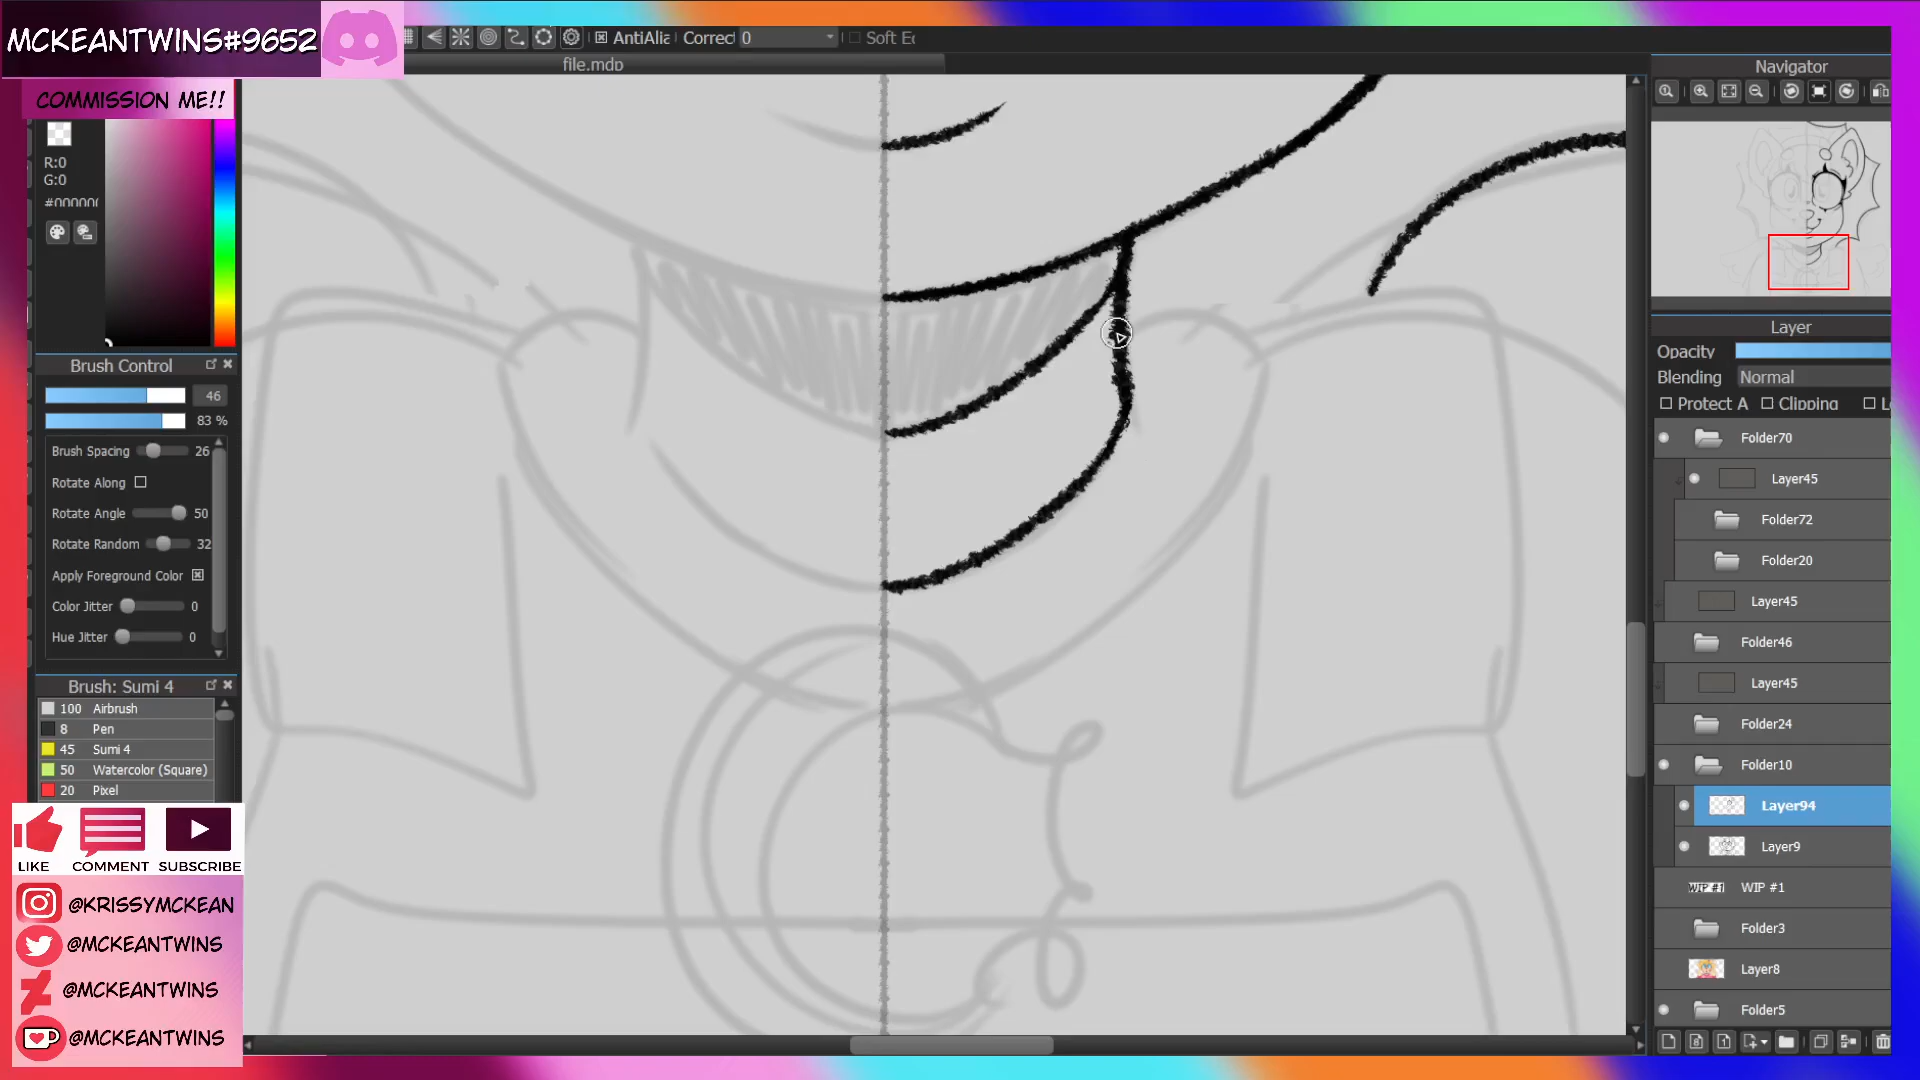 MCKEANTWINS#9652
COMMISSION ME!!
AntiAlia
Correct
0
Soft Ed
file.mdp
R:0
G:0
#000000
Brush Control
46
83 %
Brush Spacing
26
Rotate Along
Rotate Angle
50
Rotate Random
32
Apply Foreground Color
Color Jitter
0
Hue Jitter
0
Brush: Sumi 4
100 Airbrush
8 Pen
45 Sumi 4
50 Watercolor (Square)
20 Pixel
LIKE
COMMENT
SUBSCRIBE
@KRISSYMCKEAN
@MCKEANTWINS
@MCKEANTWINS
@MCKEANTWINS
Navigator
Layer
Opacity
Blending
Normal
Protect A
Clipping
Folder70
Layer45
Folder72
Folder20
Layer45
Folder46
Layer45
Folder24
Folder10
Layer94
Layer9
WIP #1
WIP #1
Folder3
Layer8
Folder5